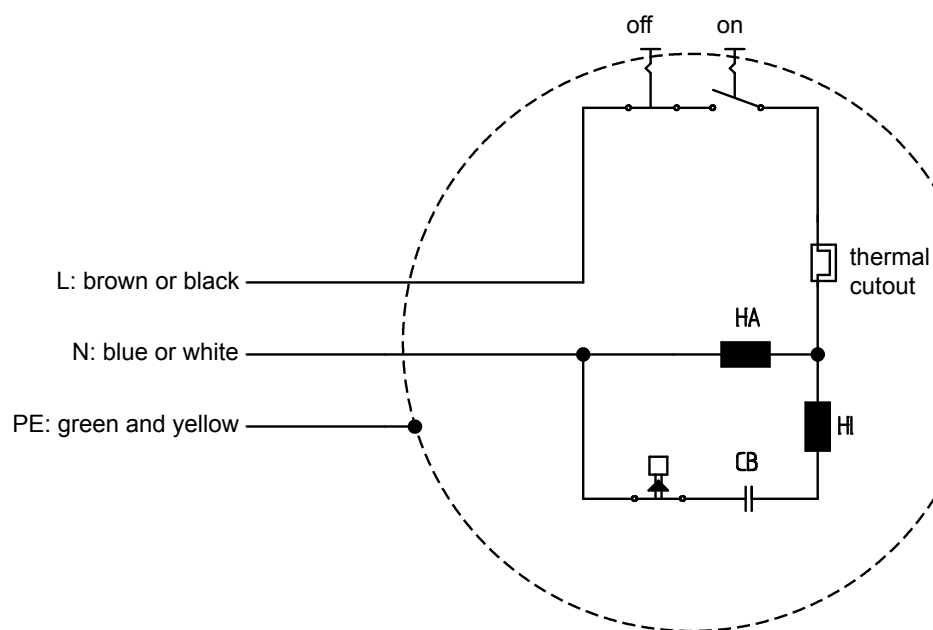 off on
thermal
cutout
L: brown or black
HA
N: blue or white
PE: green and yellow
HI
CB